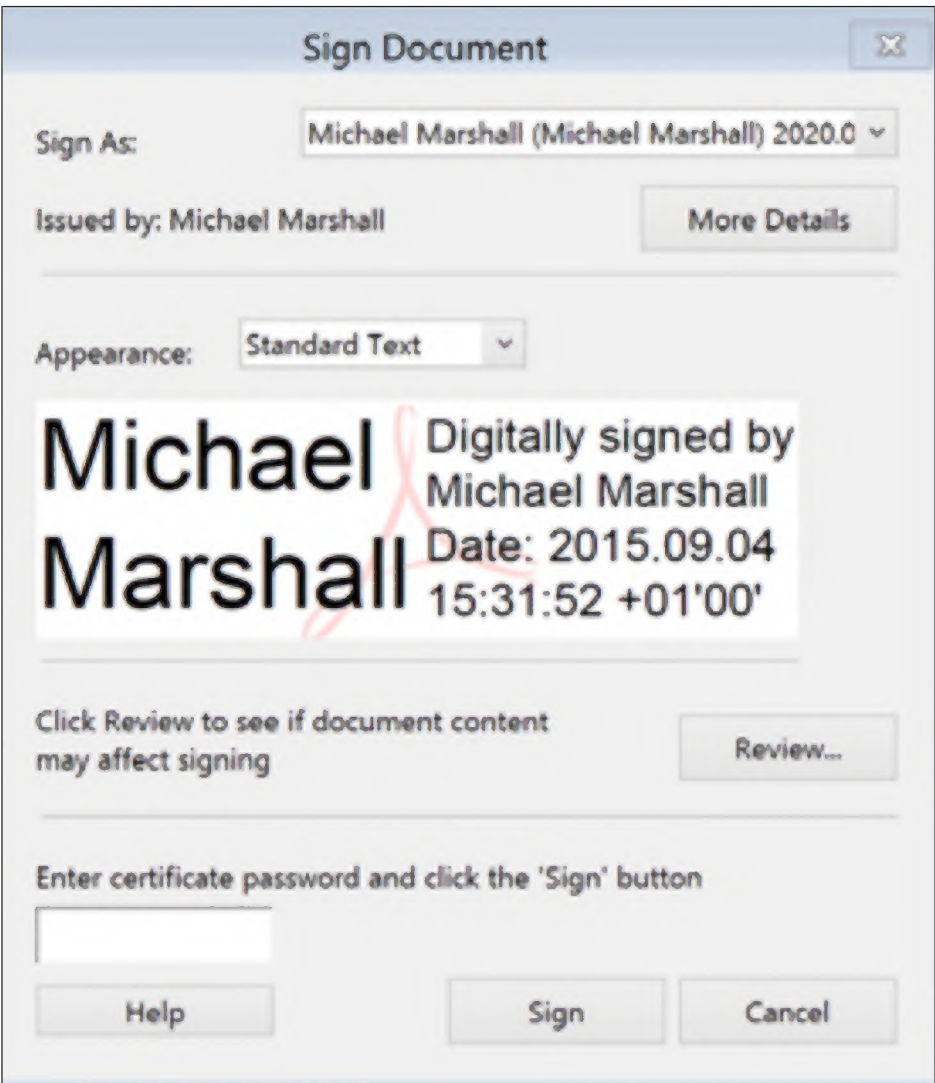 Sign Document
Sign As:
Michael Marshall (Michael Marshall) 2020.0
Issued by: Michael Marshall
More Details
Appearance:
Standard Text
Michael
Marshall
Digitally signed by
Michael Marshall
Date: 2015.09.04
15:31:52 +01'00'
Click Review to see if document content
may affect signing
Review...
Enter certificate password and click the 'Sign' button
Help
Sign
Cancel